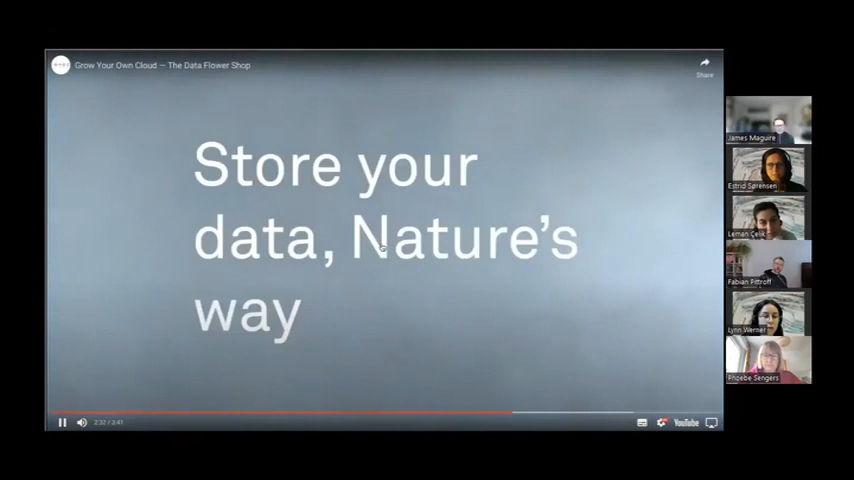 Grow Your Own Cloud — The Data Flower Shop
Share
Store your
data, Nature's
way
2:32 / 3:41
YouTube
James Maguire
Estrid Sørensen
Leman Çelik
Fabian Pittroff
Lynn Werner
Phoebe Sengers